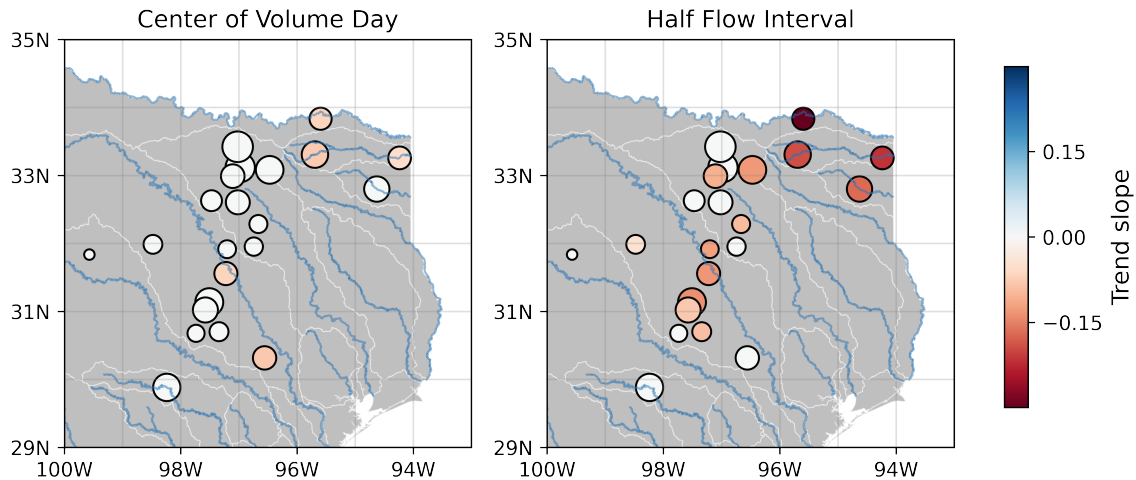 Center of Volume Day
Half Flow Interval
35N
33N
31N
29N
100W
98W
96W
94W
35N
33N
31N
29N
100W
98W
96W
94W
0.15
0.00
−0.15
Trend slope